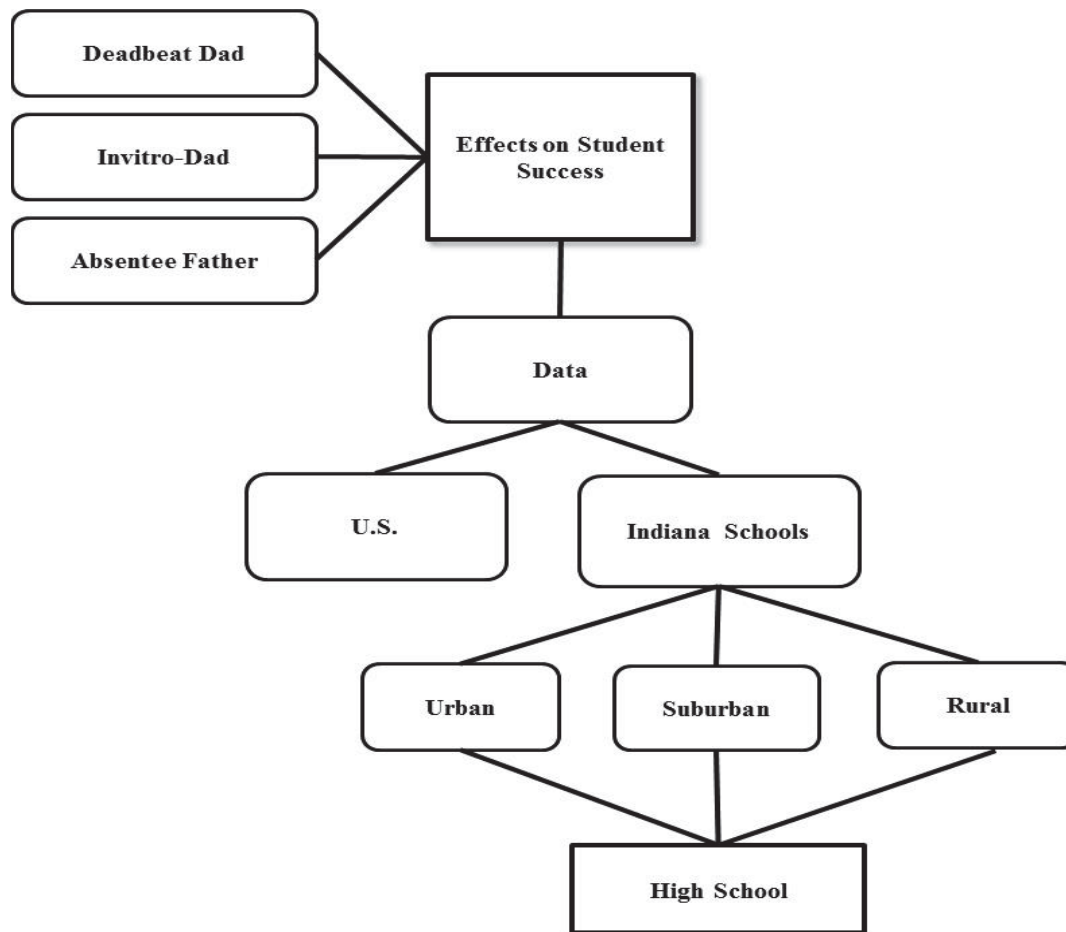 Deadbeat Dad
Invitro-Dad
Absentee Father
Effects on Student
Success
Data
U.S.
Indiana Schools
Urban
Suburban
Rural
High School